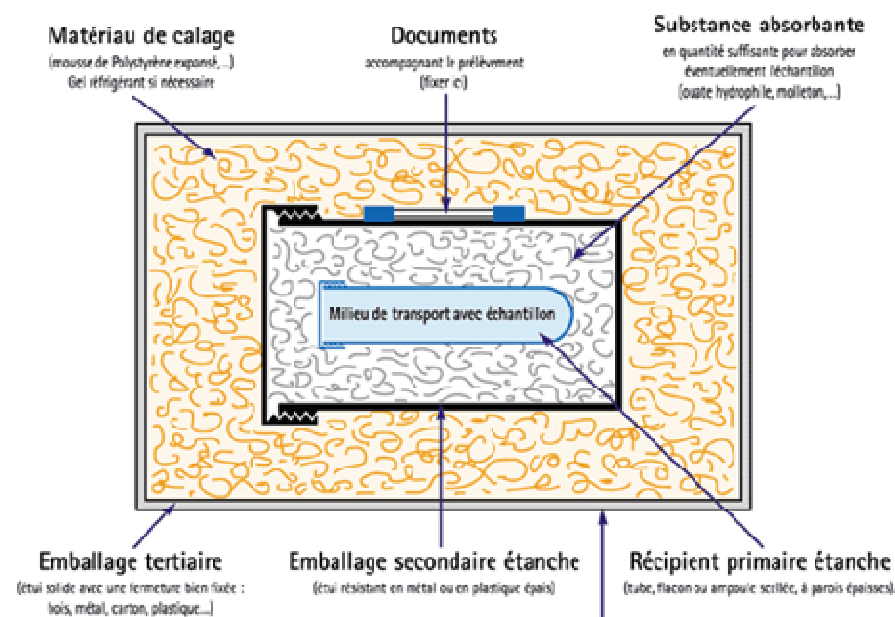 Matériau de calage
(mousse de Polystyrène expansé,...)
Gel réfrigérant si nécessaire
Documents
accompagnant le prélèvement
(fixer ici)
Substance absorbante
en quantité suffisante pour absorber
éventuellement l'échantillon
(ouate hydrophile, molleton,...)
Milieu de transport avec échantillon
Emballage tertiaire
(étui solide avec une fermeture bien fixée :
bois, métal, carton, plastique...)
Emballage secondaire étanche
(étui résistant en métal ou en plastique épais)
Récipient primaire étanche
(tube, flacon ou ampoule scellée, à parois épaisses)